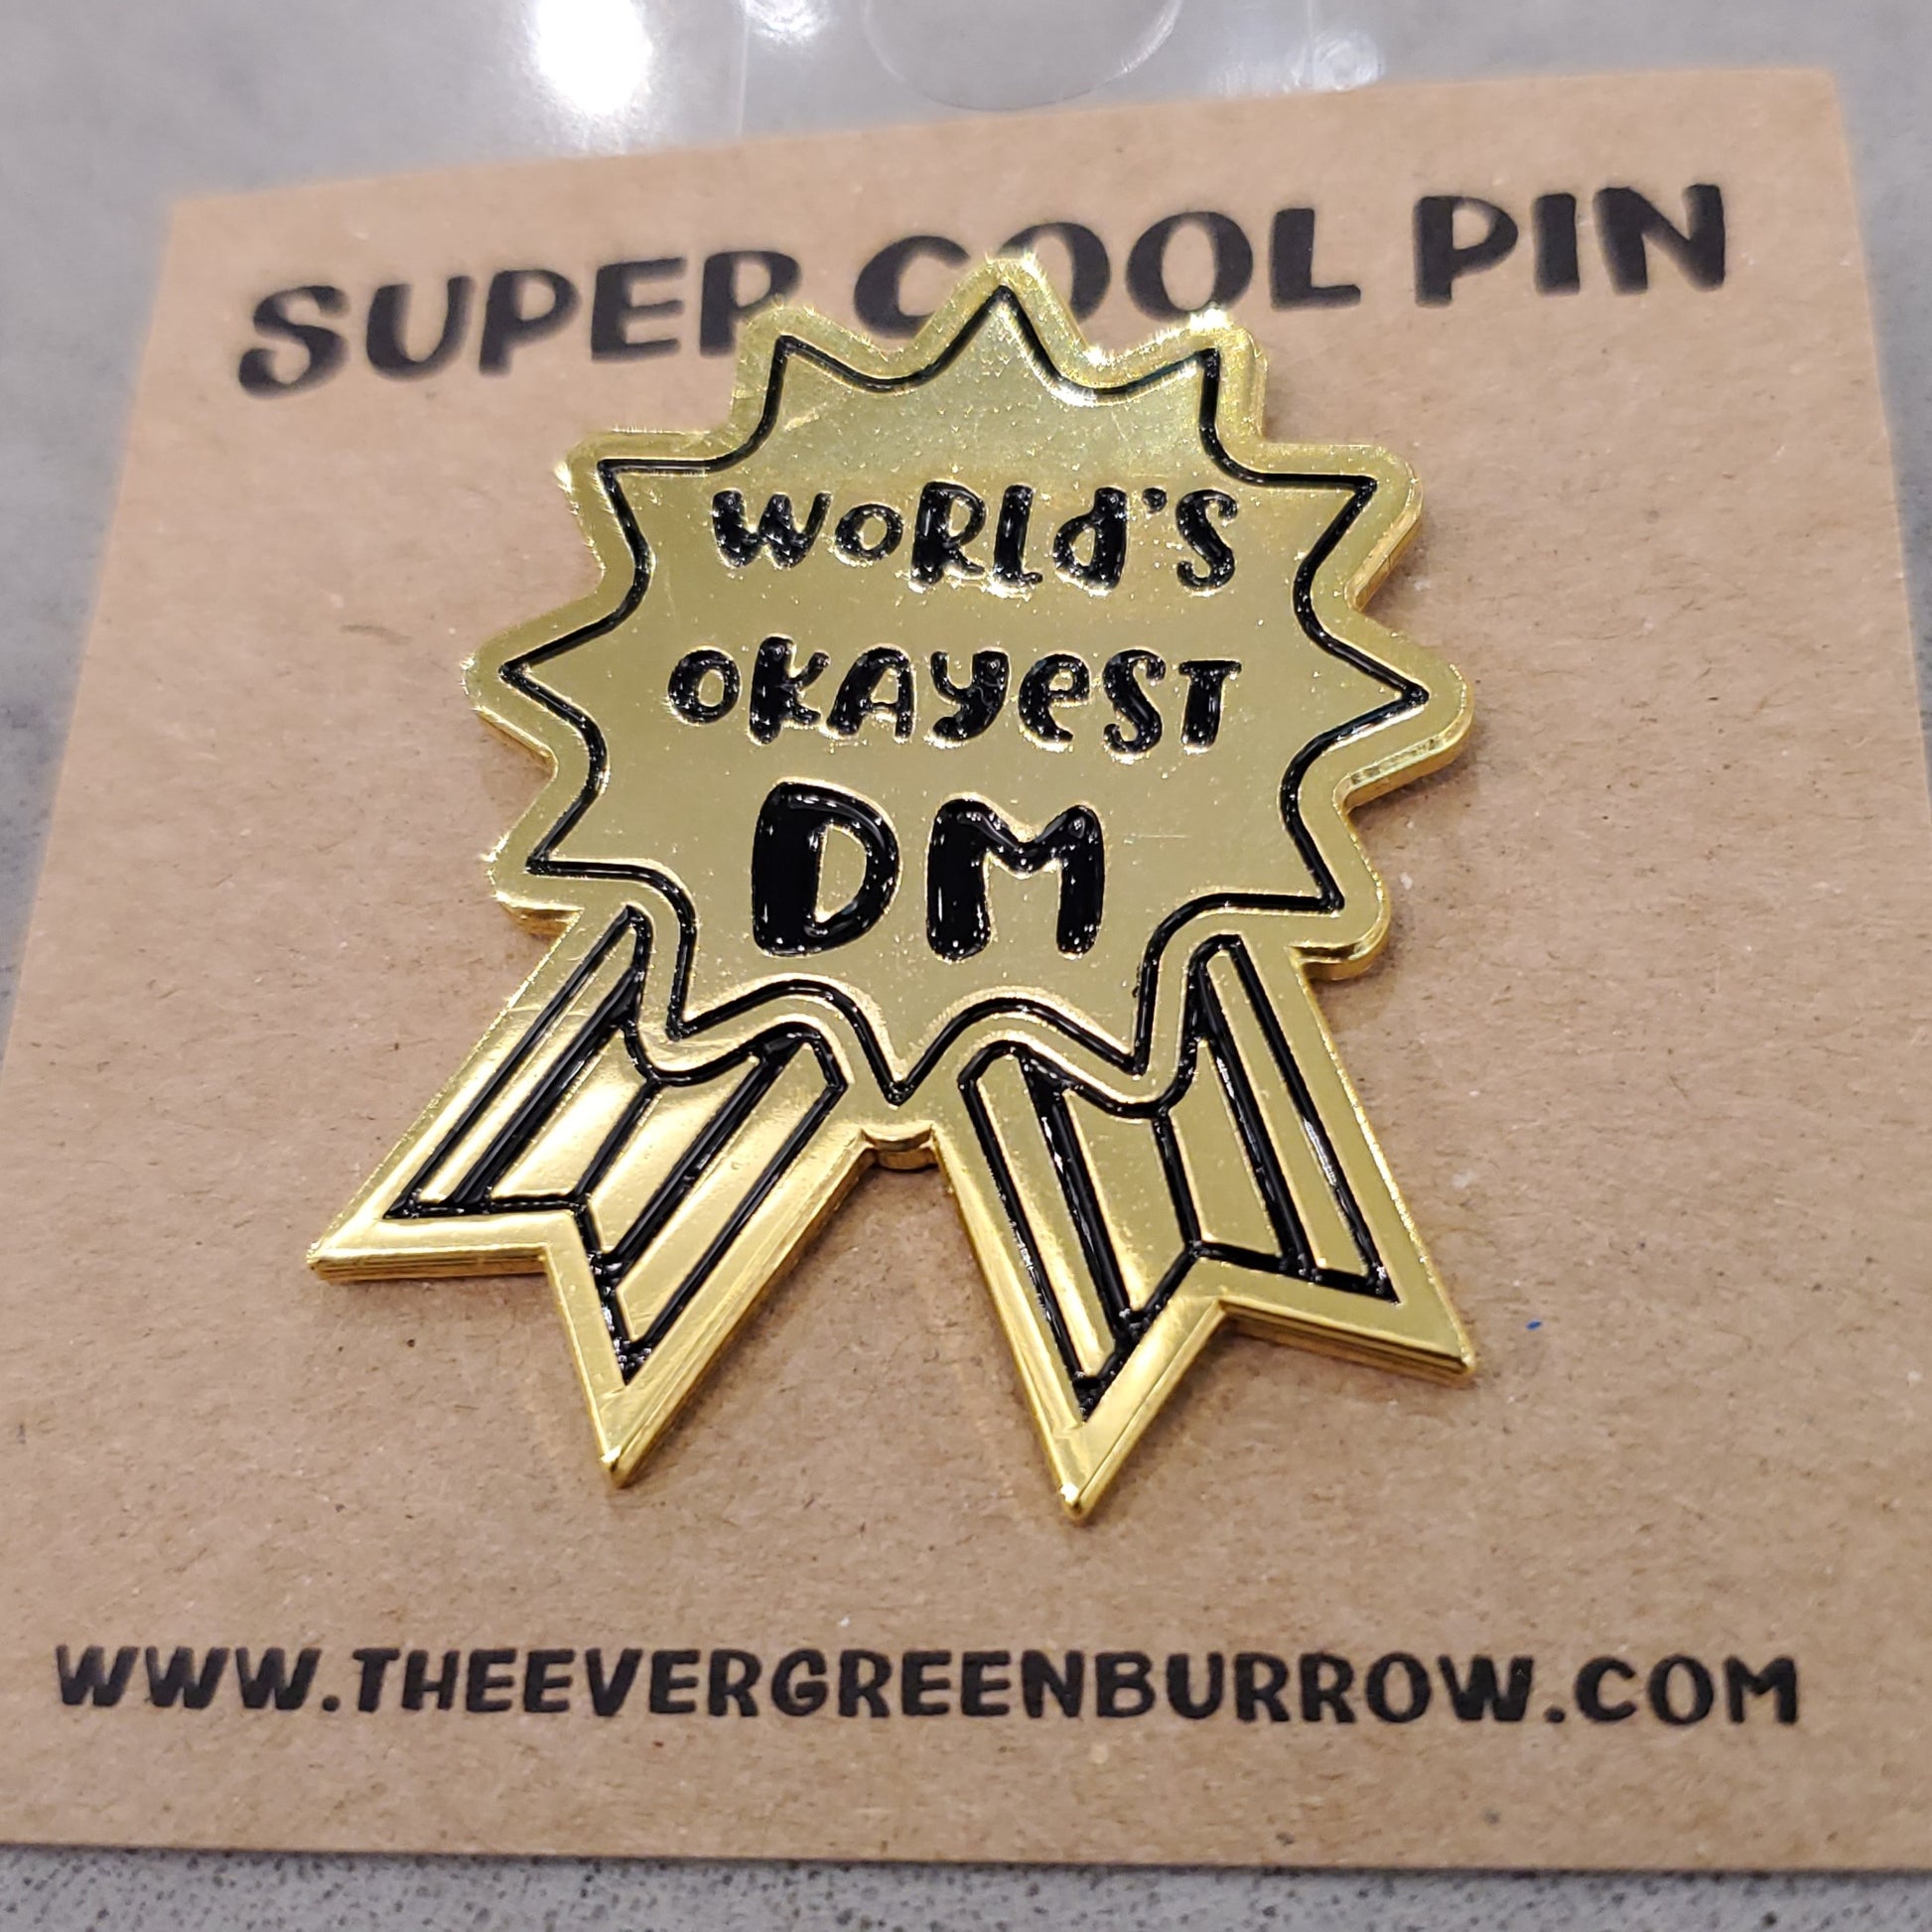 SUPER COOL PIN
WORLd'S
OKAYeST
DM
WWW.THEEVERGREENBURROW.COM